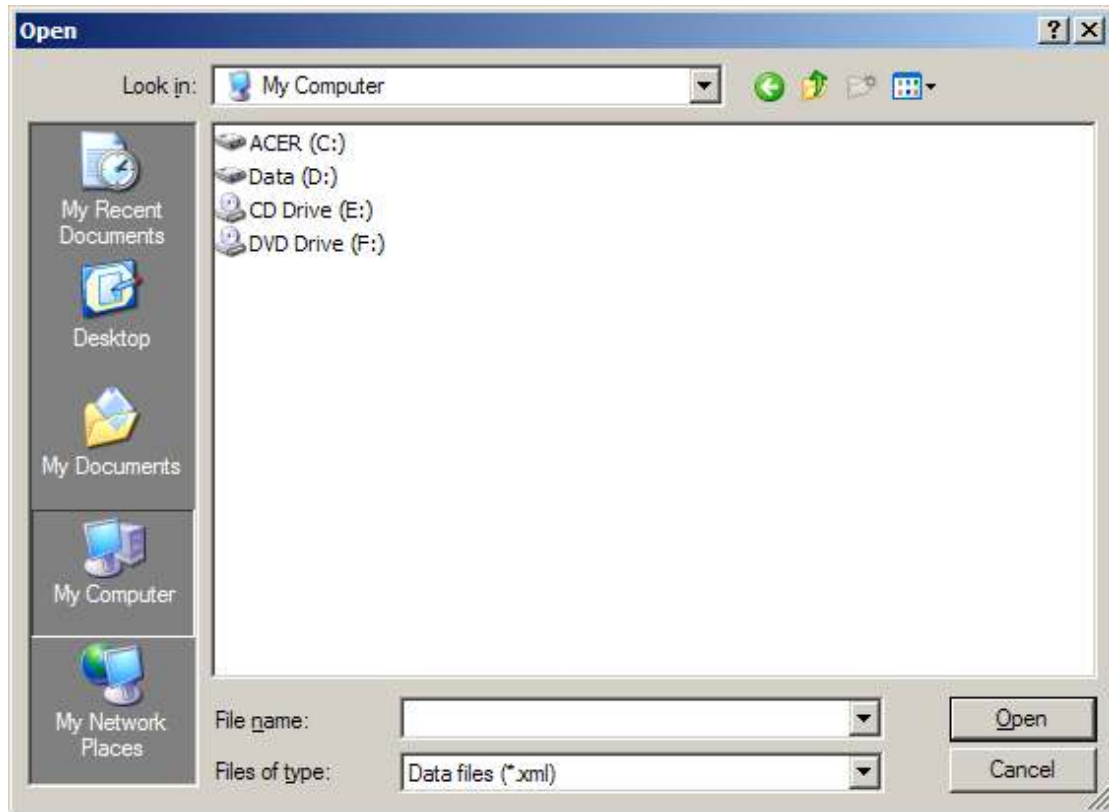 Open
Look in:
My Computer
ACER (C:)
Data (D:)
CD Drive (E:)
DVD Drive (F:)
My Recent
Documents
Desktop
My Documents
My Computer
My Network
Places
File name:
Open
Files of type:
Data files (*.xml)
Cancel